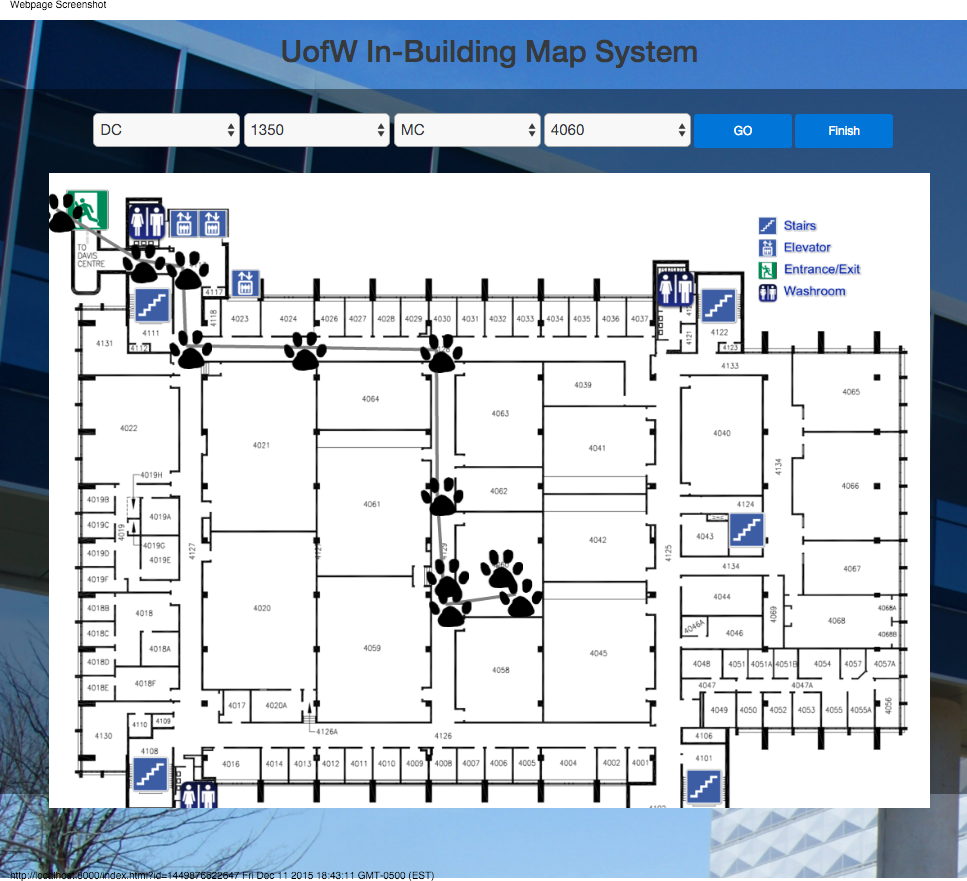 Webpage Screenshot
UofW In-Building Map System
DC 1350 MC 4060 GO Finish
TO
DAVIS
CENTRE
Stairs
Elevator
Entrance/Exit
Washroom
4117
4118
4023 4024 4026 4027 4028 4029 4030 4031 4032 4033 4034 4035 4036 4037
4131 4111 4112
4121 4122 4123
4133
4022 4021 4064 4063 4039 4041 4040 4065
4134
4019H
4019B 4019A 4061 4062 4124 4066
4019C 4019
4019G 4043
4019D 4019E 4127 4129 4042 4125 4134 4067
4019F
4018B 4018 4020 4044 4069 4068A
4018C 4046A 4046 4068 4068B
4018A 4059 4058 4045
4018D 4048 4051 4051A 4051B 4054 4057 4057A
4018E 4018F 4047 4047A
4017 4020A 4049 4050 4052 4053 4055 4055A 4056
4110 4109 4126A
4130 4126 4106
4108 4101
4016 4014 4013 4012 4011 4010 4009 4008 4007 4006 4005 4004 4002 4001
http://localhost:8000/index.html?id=1449876822647 Fri Dec 11 2015 18:43:11 GMT-0500 (EST)